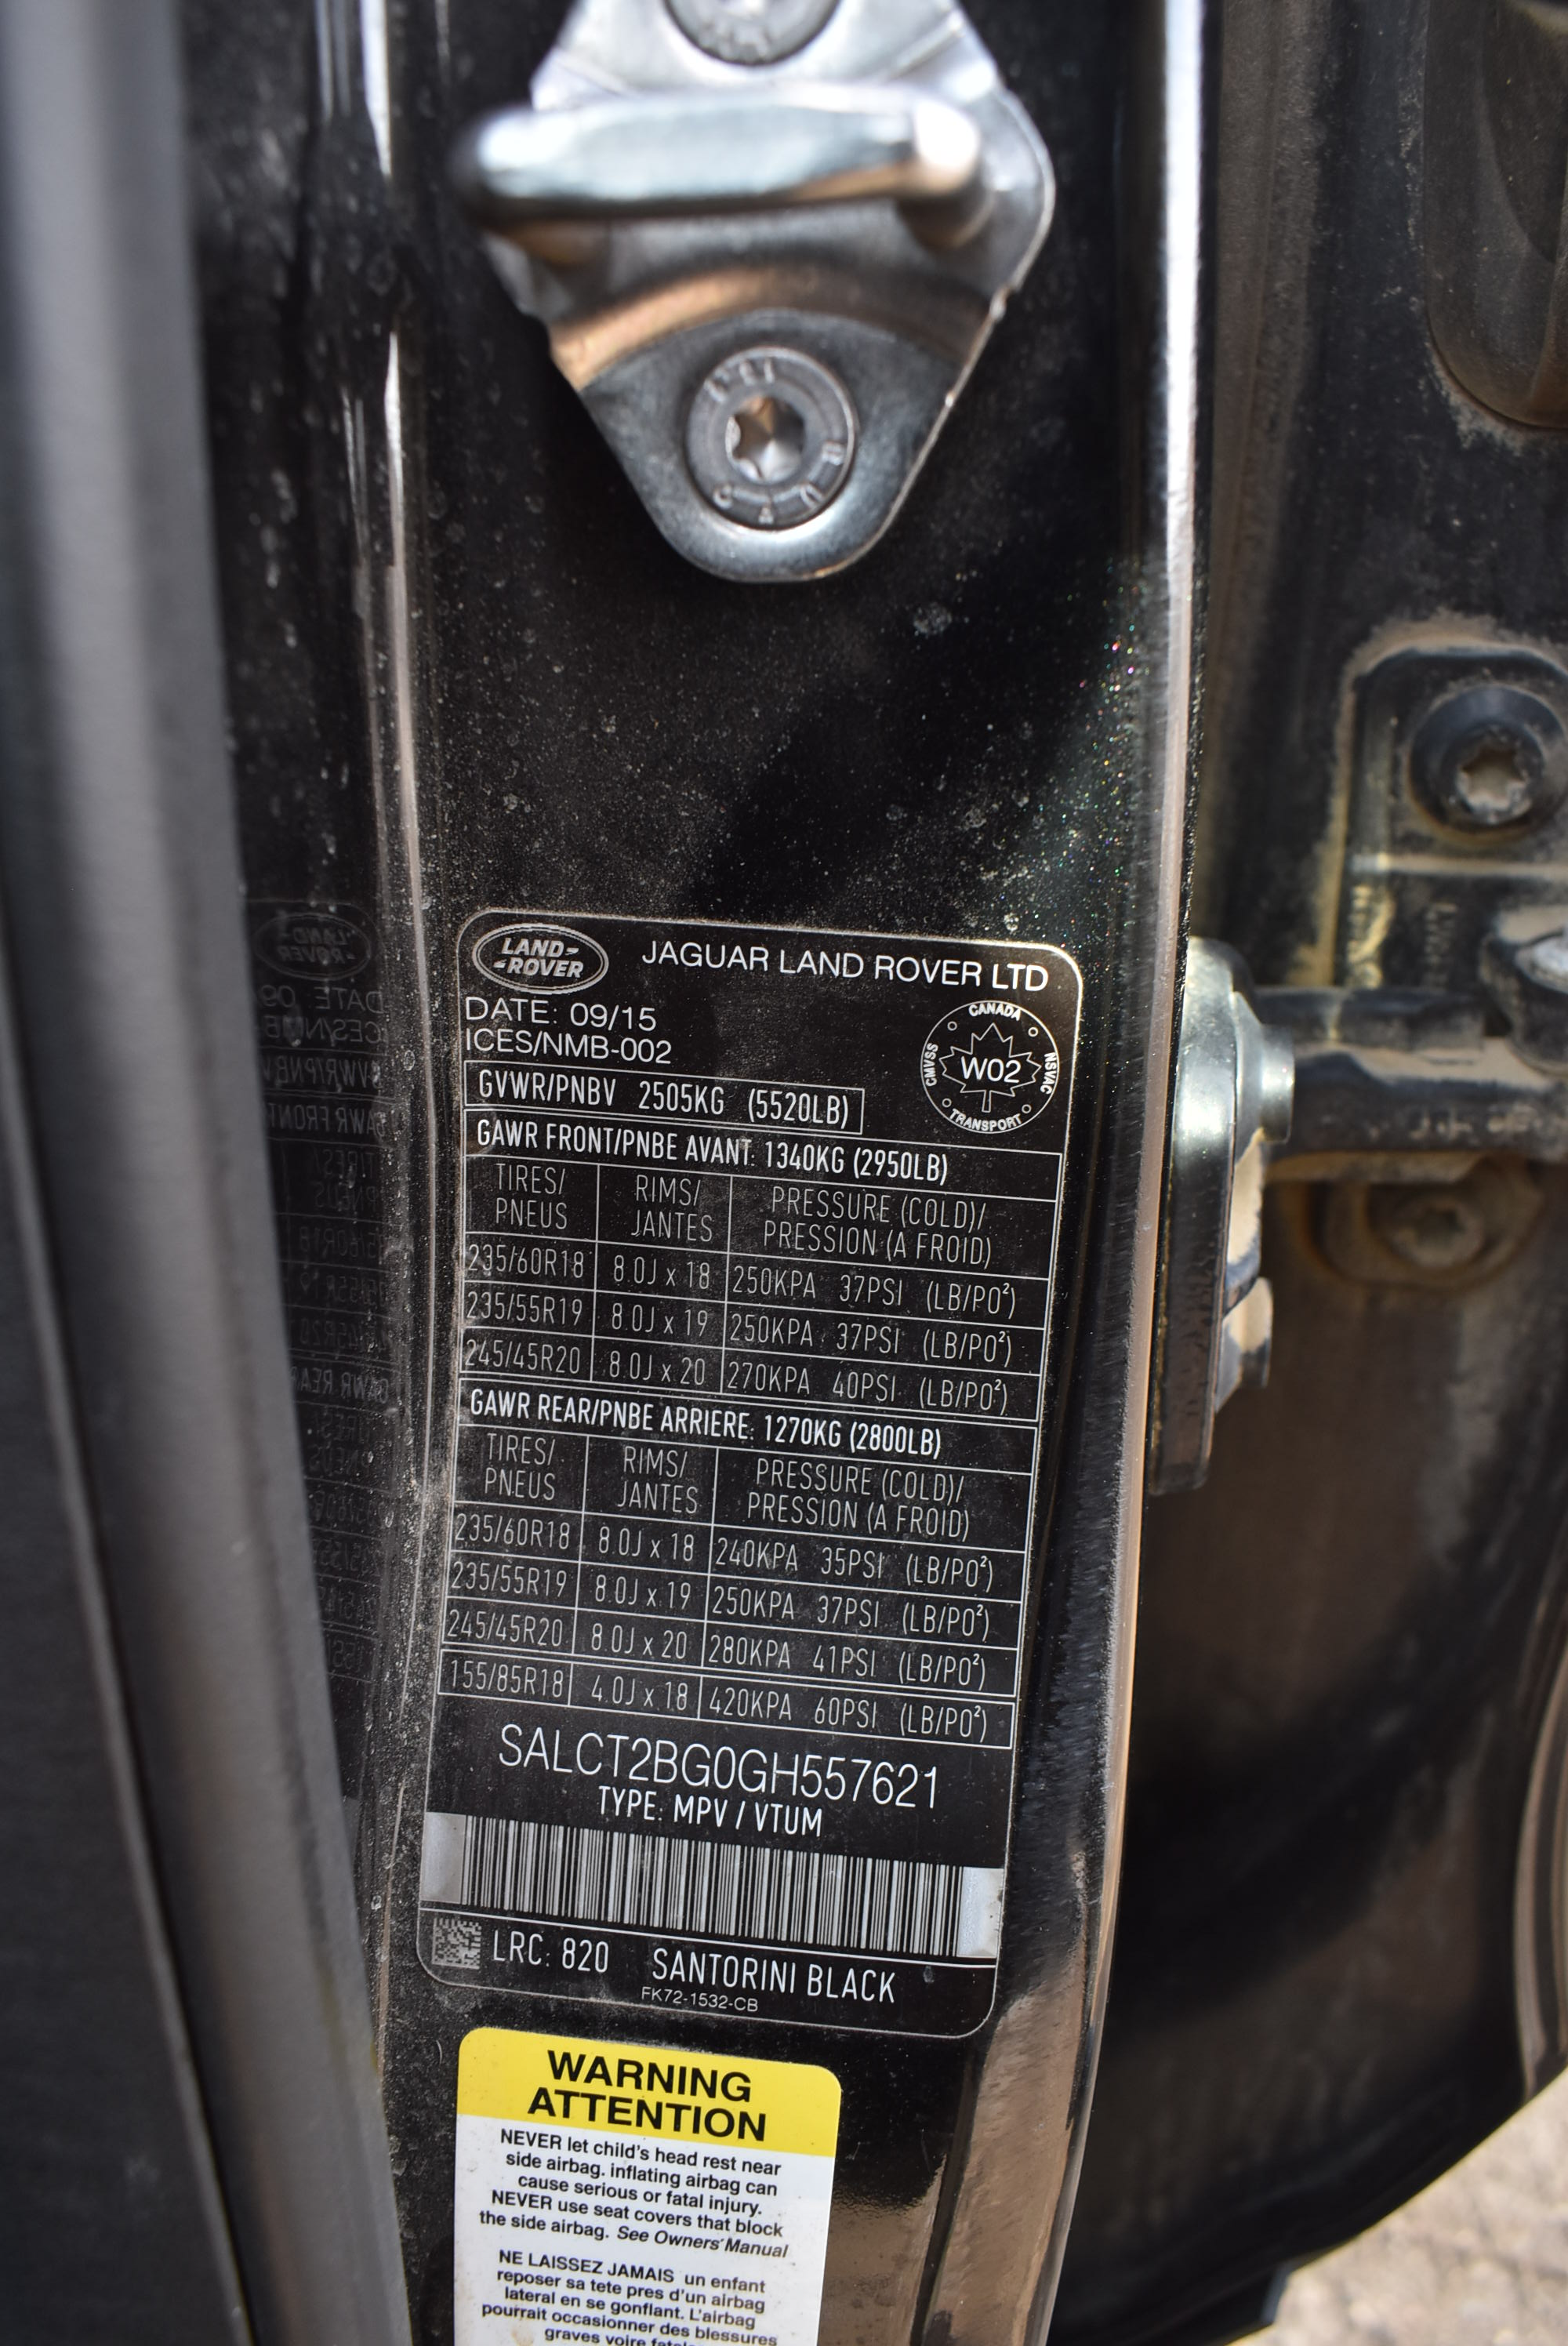 LAND-
-ROVER
JAGUAR LAND ROVER LTD
DATE: 09/15
ICES/NMB-002
CANADA
CMVSS
W02
NSVAC
TRANSPORT
GVWR/PNBV 2505KG (5520LB)
GAWR FRONT/PNBE AVANT: 1340KG (2950LB)
TIRES/ RIMS/ PRESSURE (COLD)/
PNEUS JANTES PRESSION (A FROID)
235/60R18 8.0J x 18 250KPA 37PSI (LB/PO²)
235/55R19 8.0J x 19 250KPA 37PSI (LB/PO²)
245/45R20 8.0J x 20 270KPA 40PSI (LB/PO²)
GAWR REAR/PNBE ARRIERE: 1270KG (2800LB)
TIRES/ RIMS/ PRESSURE (COLD)/
PNEUS JANTES PRESSION (A FROID)
235/60R18 8.0J x 18 240KPA 35PSI (LB/PO²)
235/55R19 8.0J x 19 250KPA 37PSI (LB/PO²)
245/45R20 8.0J x 20 280KPA 41PSI (LB/PO²)
155/85R18 4.0J x 18 420KPA 60PSI (LB/PO²)
SALCT2BG0GH557621
TYPE: MPV / VTUM
LRC: 820 SANTORINI BLACK
FK72-1532-CB
WARNING
ATTENTION
NEVER let child's head rest near
side airbag. inflating airbag can
cause serious or fatal injury.
NEVER use seat covers that block
the side airbag. See Owners' Manual
NE LAISSEZ JAMAIS un enfant
reposer sa tete pres d'un airbag
lateral en se gonflant. L'airbag
pourrait occasionner des blessures
graves voire